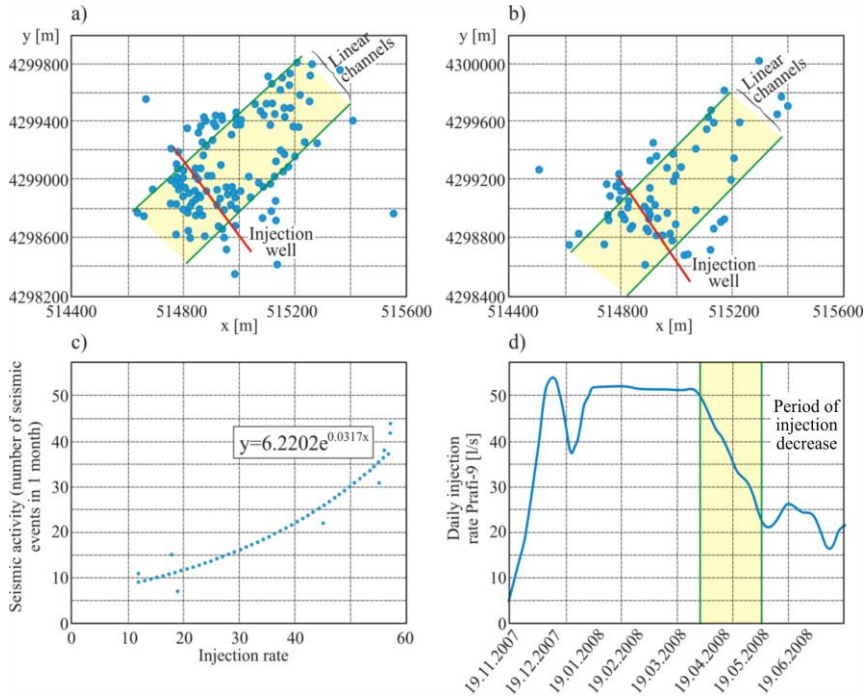 a)
y [m]
4299800
4299400
4299000
4298600
4298200
514400
514800
515200
515600
x [m]
Linear
channels
Injection
well
b)
y [m]
4300000
4299600
4299200
4298800
4298400
514400
514800
515200
515600
x [m]
Linear
channels
Injection
well
c)
Seismic activity (number of seismic
events in 1 month)
50
40
30
20
10
0
0
10
20
30
40
50
60
Injection rate
y=6.2202e^0.0317x
d)
Daily injection
rate Prafi-9 [l/s]
50
40
30
20
10
0
19.11.2007
19.12.2007
19.01.2008
19.02.2008
19.03.2008
19.04.2008
19.05.2008
19.06.2008
Period of
injection
decrease